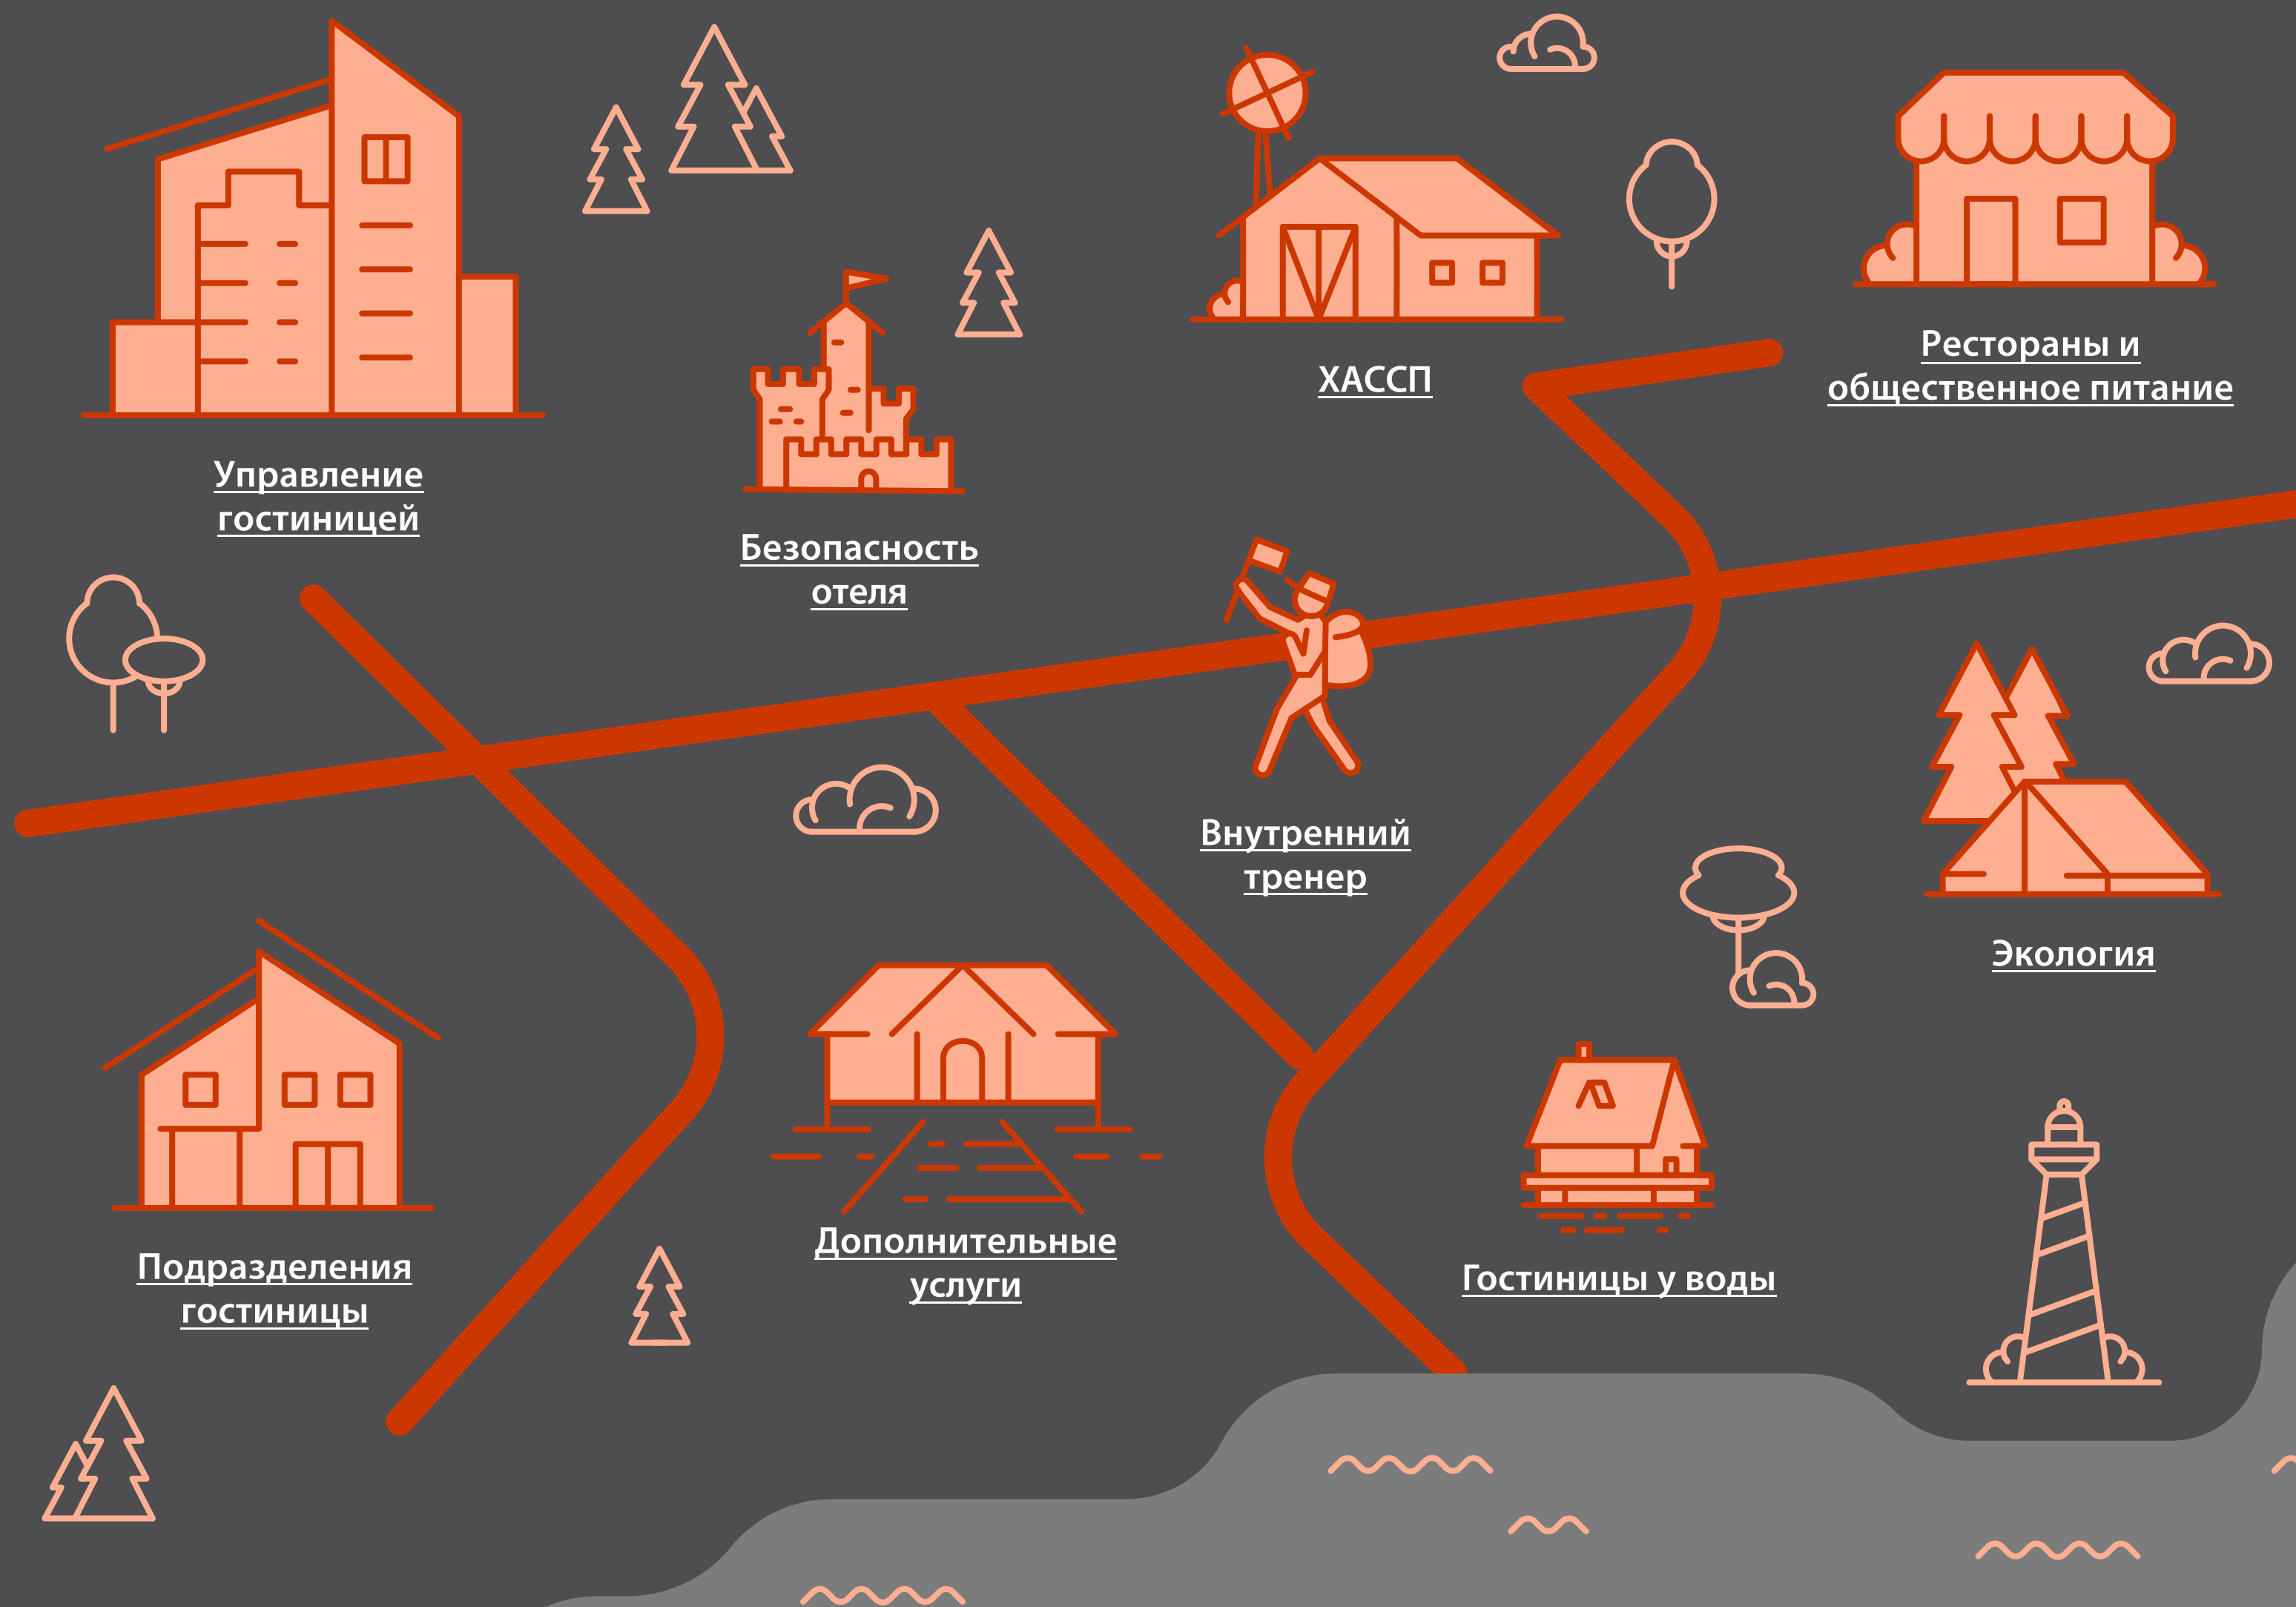 Управление
гостиницей
Безопасность
отеля
ХАССП
Рестораны и
общественное питание
Внутренний
тренер
Экология
Подразделения
гостиницы
Дополнительные
услуги
Гостиницы у воды